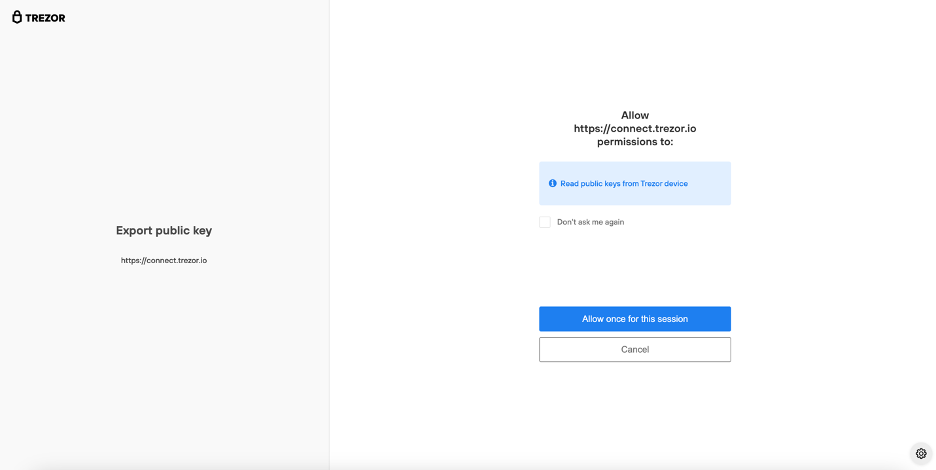 TREZOR
Export public key
https://connect.trezor.io
Allow
https://connect.trezor.io
permissions to:
Read public keys from Trezor device
Don't ask me again
Allow once for this session
Cancel